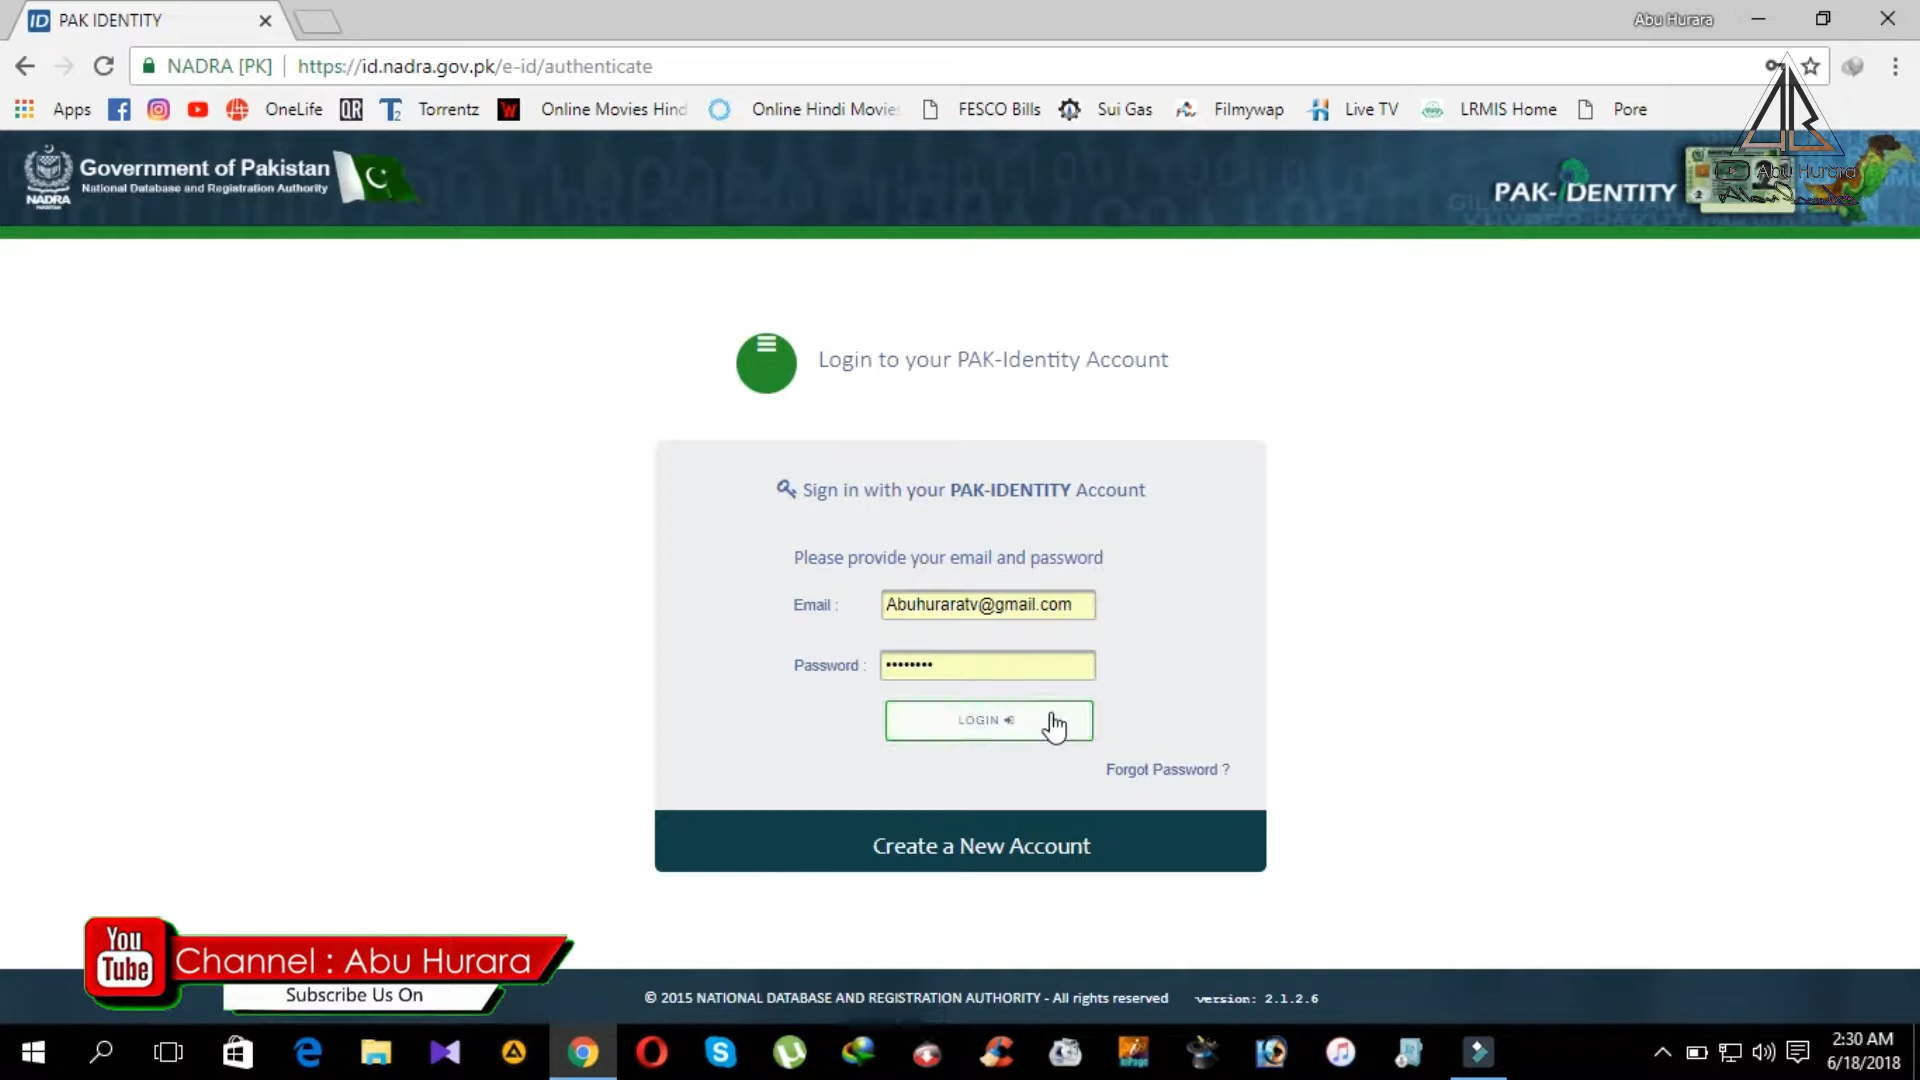 ID PAK IDENTITY
Abu Hurara
NADRA [PK] https://id.nadra.gov.pk/e-id/authenticate
Apps OneLife QR T2 Torrentz W Online Movies Hind Online Hindi Movie FESCO Bills Sui Gas Filmywap Live TV LRMIS Home Pore
Government of Pakistan
National Database and Registration Authority
NADRA
PAK-IDENTITY
Abu Hurara
Login to your PAK-Identity Account
Sign in with your PAK-IDENTITY Account
Please provide your email and password
Email : Abuhuraratv@gmail.com
Password : ••••••••
LOGIN
Forgot Password ?
Create a New Account
You Tube
Channel : Abu Hurara
Subscribe Us On
© 2015 NATIONAL DATABASE AND REGISTRATION AUTHORITY - All rights reserved version: 2.1.2.6
2:30 AM
6/18/2018